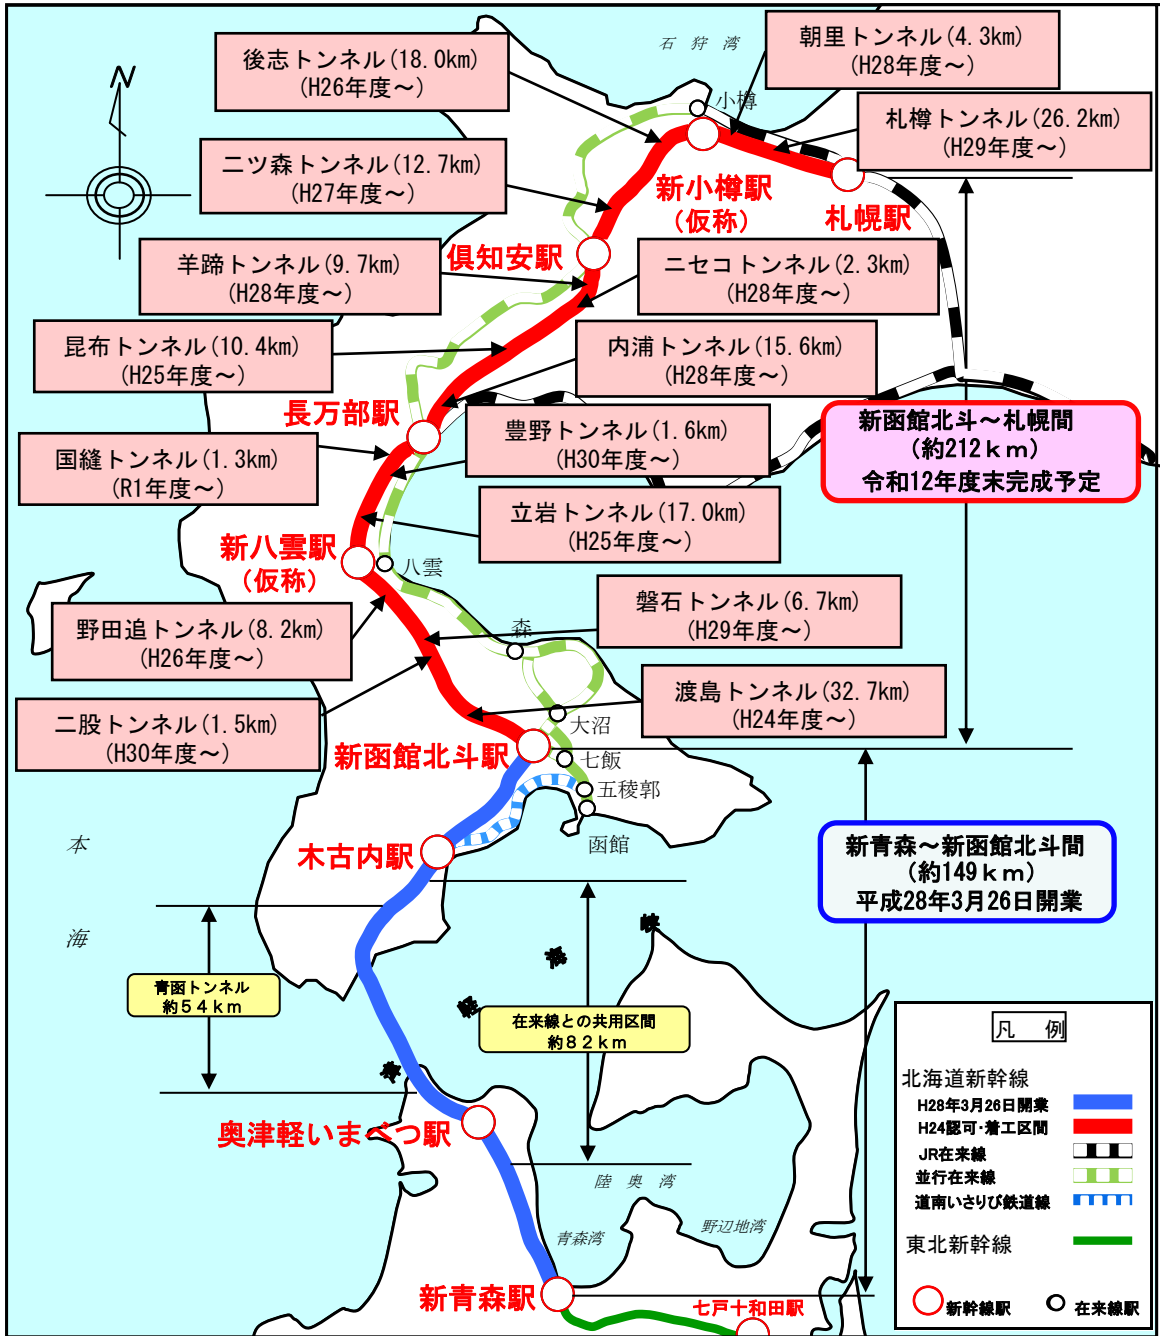 石 狩 湾
後志トンネル(18.0km)
(H26年度～)
朝里トンネル(4.3km)
(H28年度～)
N
小樽
札樽トンネル(26.2km)
(H29年度～)
二ツ森トンネル(12.7km)
(H27年度～)
新小樽駅
(仮称)
札幌駅
倶知安駅
羊蹄トンネル(9.7km)
(H28年度～)
ニセコトンネル(2.3km)
(H28年度～)
昆布トンネル(10.4km)
(H25年度～)
内浦トンネル(15.6km)
(H28年度～)
長万部駅
新函館北斗～札幌間
(約212ｋｍ)
令和12年度末完成予定
国縫トンネル(1.3km)
(R1年度～)
豊野トンネル(1.6km)
(H30年度～)
立岩トンネル(17.0km)
(H25年度～)
新八雲駅
(仮称)
八雲
野田追トンネル(8.2km)
(H26年度～)
磐石トンネル(6.7km)
(H29年度～)
森
二股トンネル(1.5km)
(H30年度～)
渡島トンネル(32.7km)
(H24年度～)
大沼
新函館北斗駅
七飯
五稜郭
函館
木古内駅
新青森～新函館北斗間
(約149ｋｍ)
平成28年3月26日開業
本
海
津
軽
海
峡
青函トンネル
約５４ｋｍ
在来線との共用区間
約８２ｋｍ
奥津軽いまべつ駅
陸 奥 湾
野辺地湾
青森湾
新青森駅
七戸十和田駅
凡 例
北海道新幹線
H28年3月26日開業
H24認可・着工区間
JR在来線
並行在来線
道南いさりび鉄道線
東北新幹線
新幹線駅
在来線駅